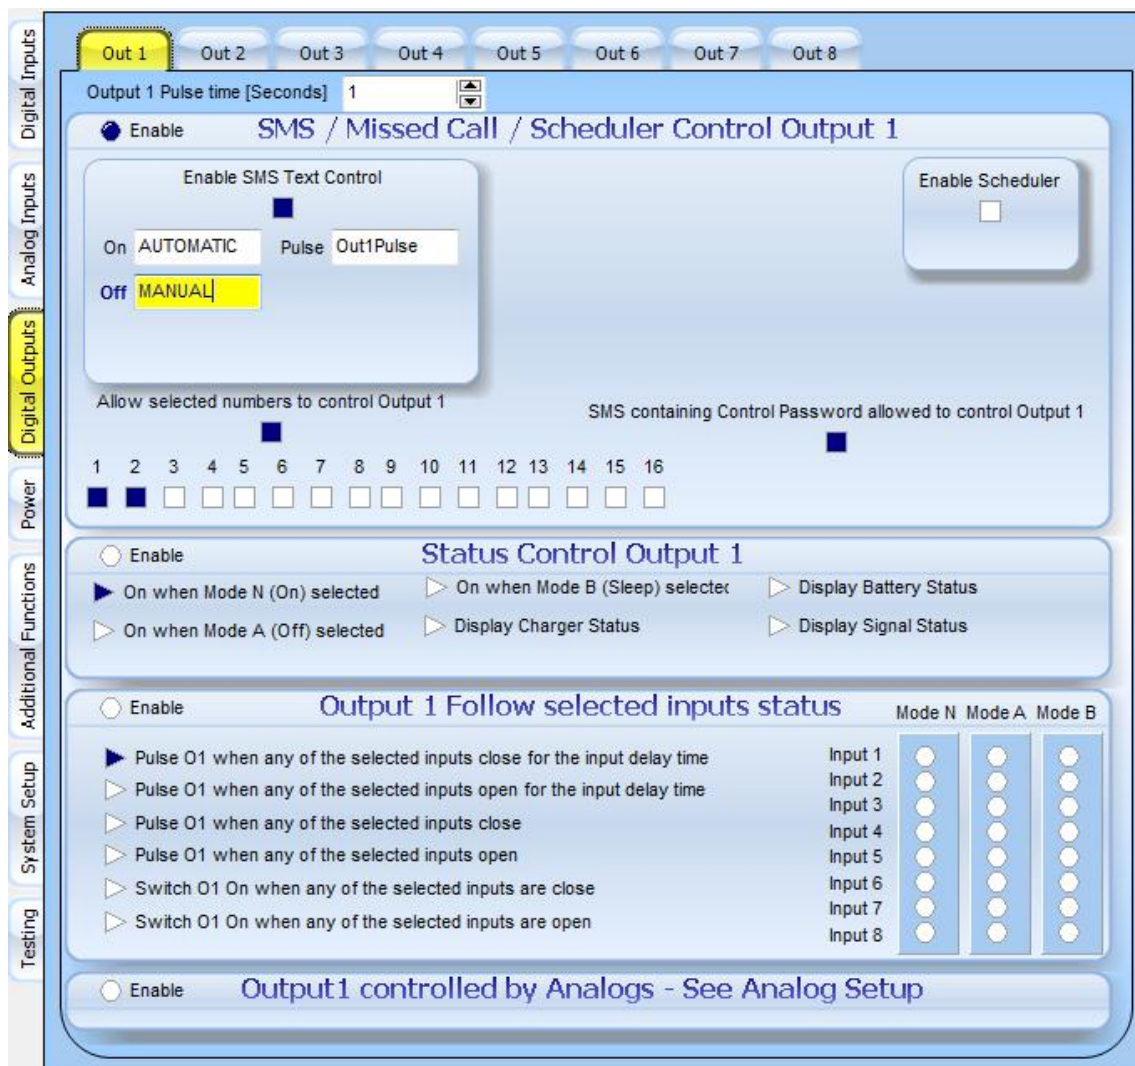 Digital Inputs
Analog Inputs
Digital Outputs
Power
Additional Functions
System Setup
Testing
Out 1 Out 2 Out 3 Out 4 Out 5 Out 6 Out 7 Out 8
Output 1 Pulse time [Seconds] 1
Enable SMS / Missed Call / Scheduler Control Output 1
Enable SMS Text Control
Enable Scheduler
On AUTOMATIC Pulse Out1Pulse
Off MANUAL
Allow selected numbers to control Output 1
SMS containing Control Password allowed to control Output 1
1 2 3 4 5 6 7 8 9 10 11 12 13 14 15 16
Enable Status Control Output 1
On when Mode N (On) selected On when Mode B (Sleep) selectec Display Battery Status
On when Mode A (Off) selected Display Charger Status Display Signal Status
Enable Output 1 Follow selected inputs status Mode N Mode A Mode B
Pulse O1 when any of the selected inputs close for the input delay time Input 1
Pulse O1 when any of the selected inputs open for the input delay time Input 2
Input 3
Pulse O1 when any of the selected inputs close Input 4
Pulse O1 when any of the selected inputs open Input 5
Switch O1 On when any of the selected inputs are close Input 6
Input 7
Switch O1 On when any of the selected inputs are open Input 8
Enable Output1 controlled by Analogs - See Analog Setup